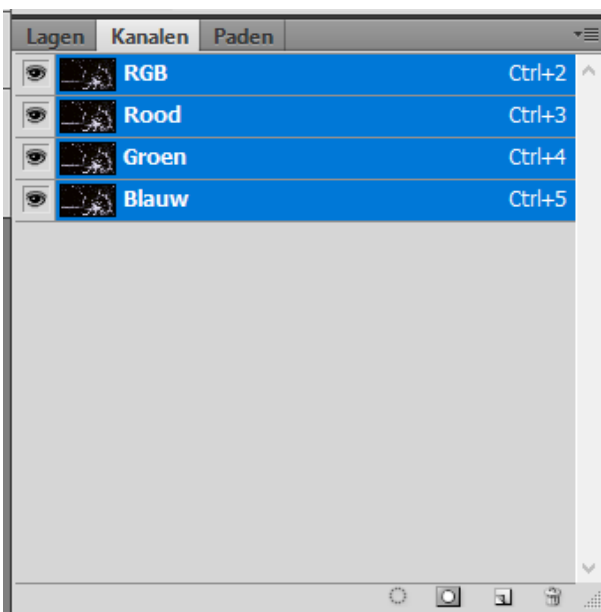 Lagen Kanalen Paden
RGB Ctrl+2
Rood Ctrl+3
Groen Ctrl+4
Blauw Ctrl+5